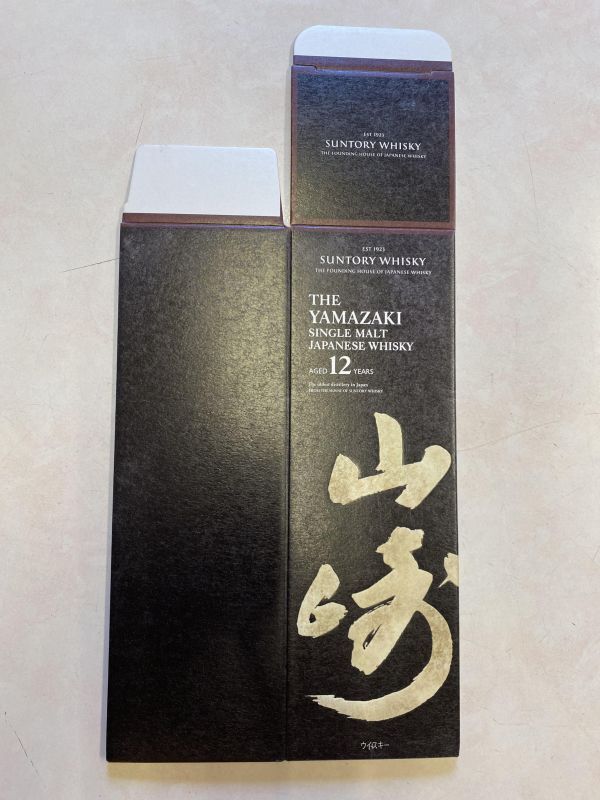 EST 1923
SUNTORY WHISKY
THE FOUNDING HOUSE OF JAPANESE WHISKY
EST 1923
SUNTORY WHISKY
THE FOUNDING HOUSE OF JAPANESE WHISKY
THE
YAMAZAKI
SINGLE MALT
JAPANESE WHISKY
AGED 12 YEARS
The oldest distillery in Japan
FROM THE HOUSE OF SUNTORY WHISKY
山
崎
ウイスキー